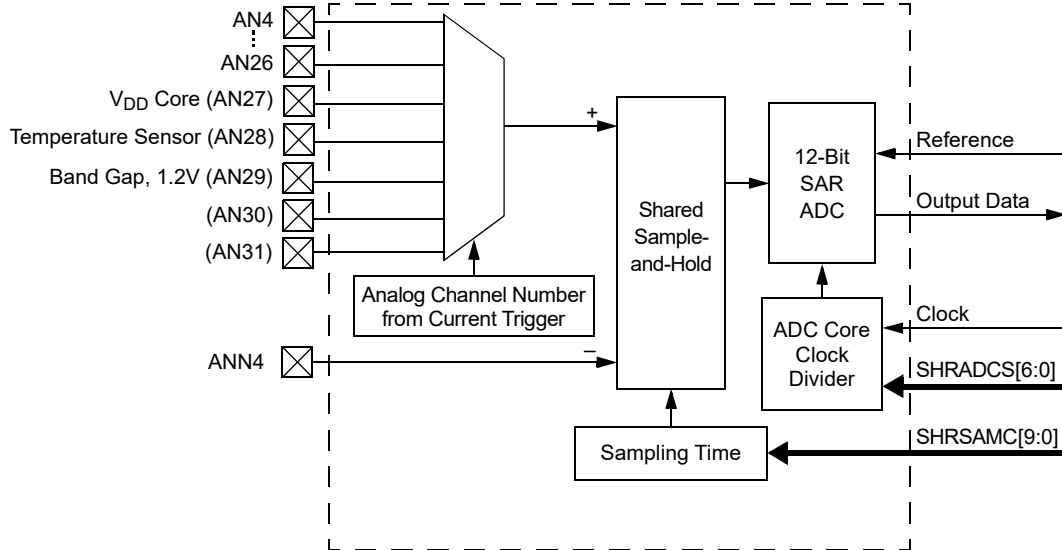 AN4
AN26
VDD Core (AN27)
Temperature Sensor (AN28)
Band Gap, 1.2V (AN29)
(AN30)
(AN31)
Analog Channel Number
from Current Trigger
ANN4
+
–
Shared
Sample-
and-Hold
Sampling Time
12-Bit
SAR
ADC
ADC Core
Clock
Divider
Reference
Output Data
Clock
SHRADCS[6:0]
SHRSAMC[9:0]